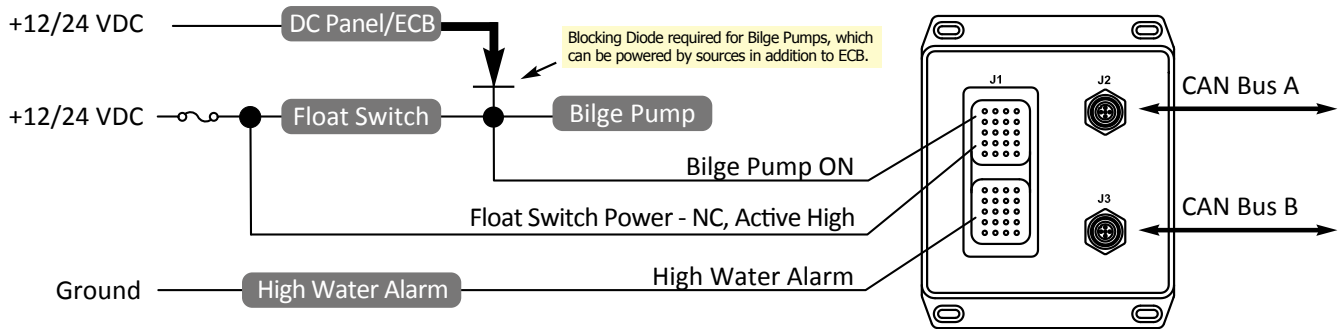 +12/24 VDC
DC Panel/ECB
Blocking Diode required for Bilge Pumps, which
can be powered by sources in addition to ECB.
J1
J2
CAN Bus A
+12/24 VDC
Float Switch
Bilge Pump
Bilge Pump ON
Float Switch Power - NC, Active High
J3
CAN Bus B
Ground
High Water Alarm
High Water Alarm